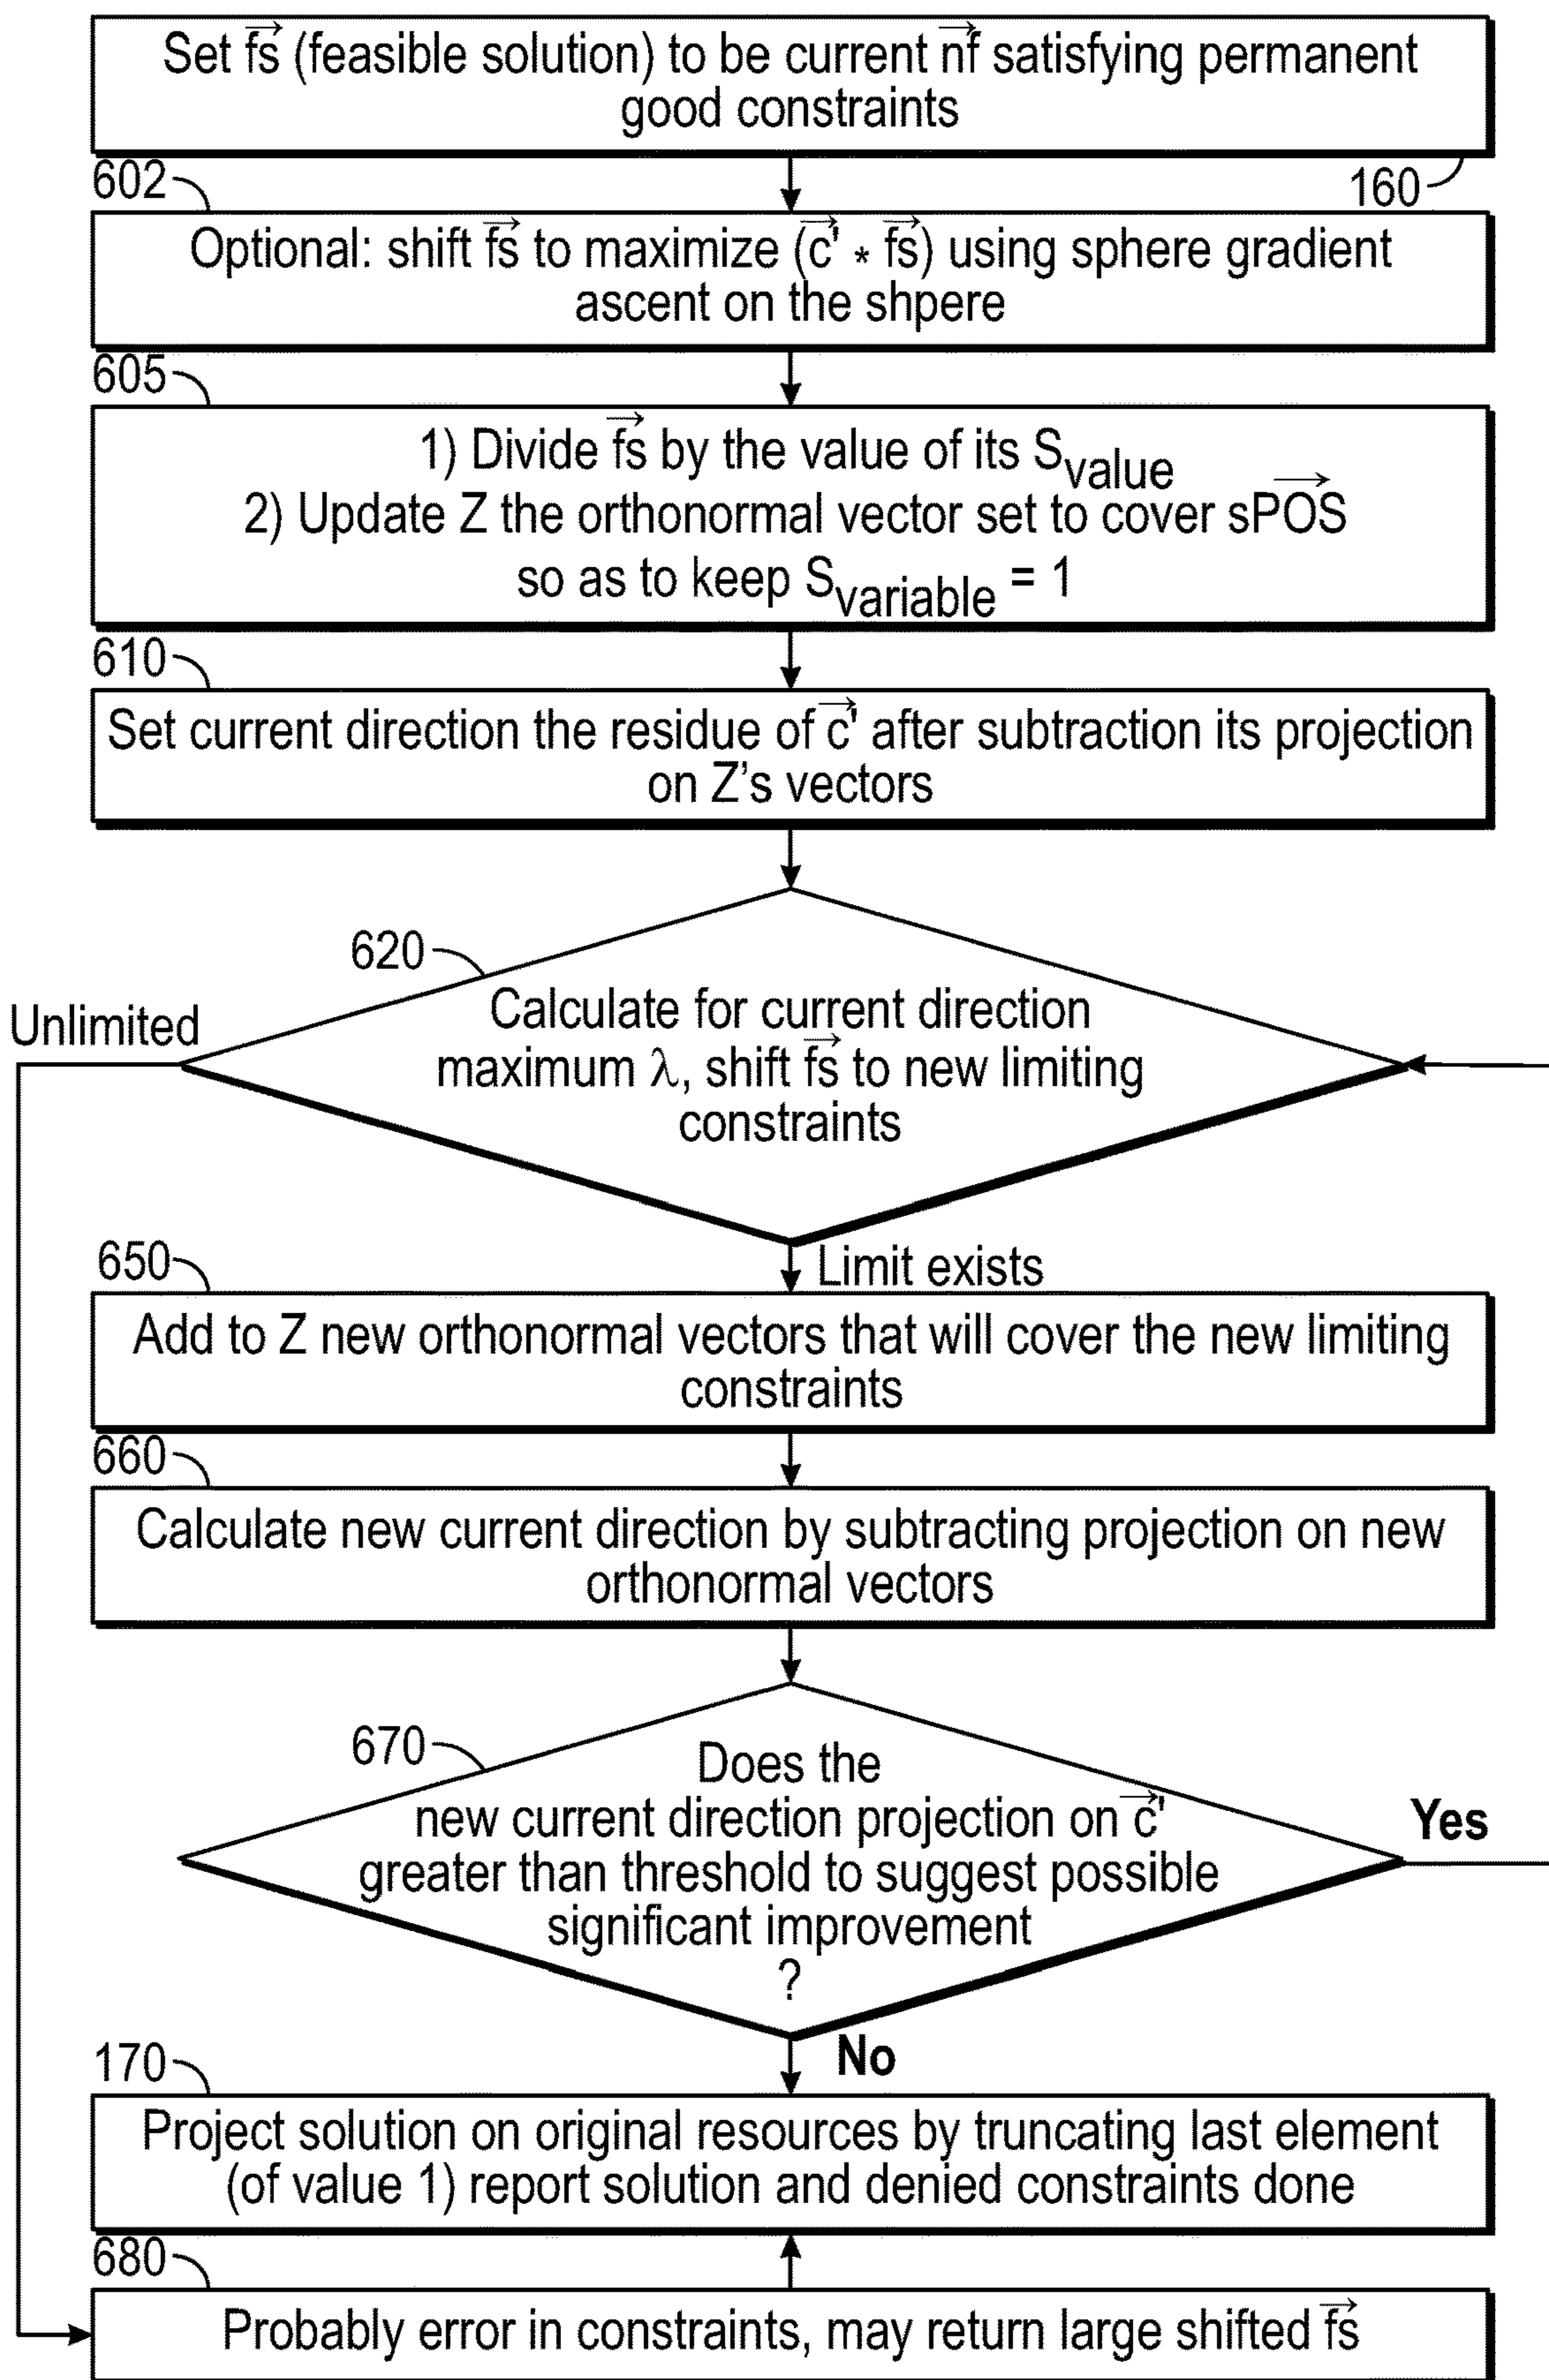 Set fs (feasible solution) to be current nf satisfying permanent
good constraints
602
160
Optional: shift fs to maximize (c' * fs) using sphere gradient
ascent on the shpere
605
1) Divide fs by the value of its Svalue
2) Update Z the orthonormal vector set to cover sPOS
so as to keep Svariable = 1
610
Set current direction the residue of c' after subtraction its projection
on Z's vectors
620
Unlimited
Calculate for current direction
maximum λ, shift fs to new limiting
constraints
650
Limit exists
Add to Z new orthonormal vectors that will cover the new limiting
constraints
660
Calculate new current direction by subtracting projection on new
orthonormal vectors
670
Does the
new current direction projection on c'
greater than threshold to suggest possible
significant improvement
?
Yes
No
170
Project solution on original resources by truncating last element
(of value 1) report solution and denied constraints done
680
Probably error in constraints, may return large shifted fs